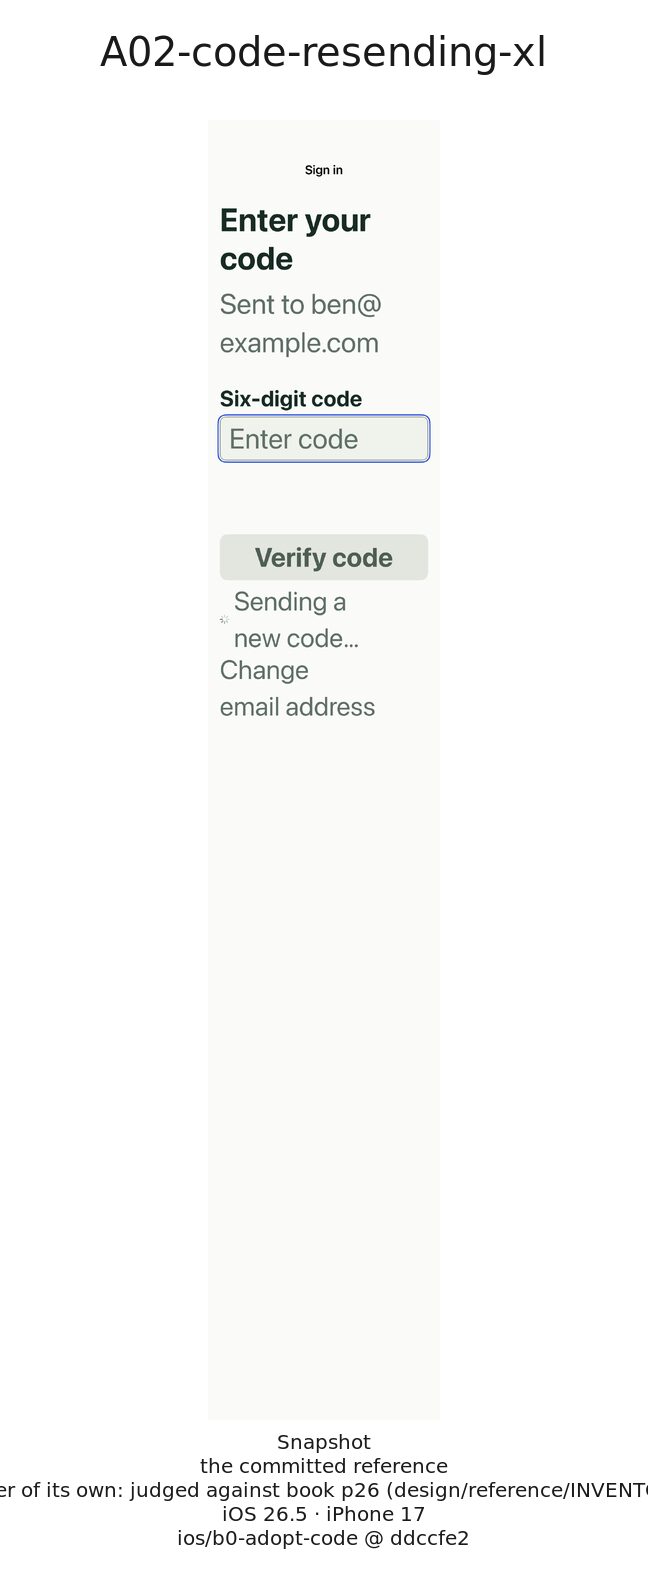 A02-code-resending-xl
Sign in
Enter your
code
Sent to ben@
example.com
Six-digit code
Enter code
Verify code
Sending a
new code…
Change
email address
Snapshot
the committed reference
of its own: judged against book p26 (design/reference/
iOS 26.5 · iPhone 17
ios/b0-adopt-code @ ddccfe2